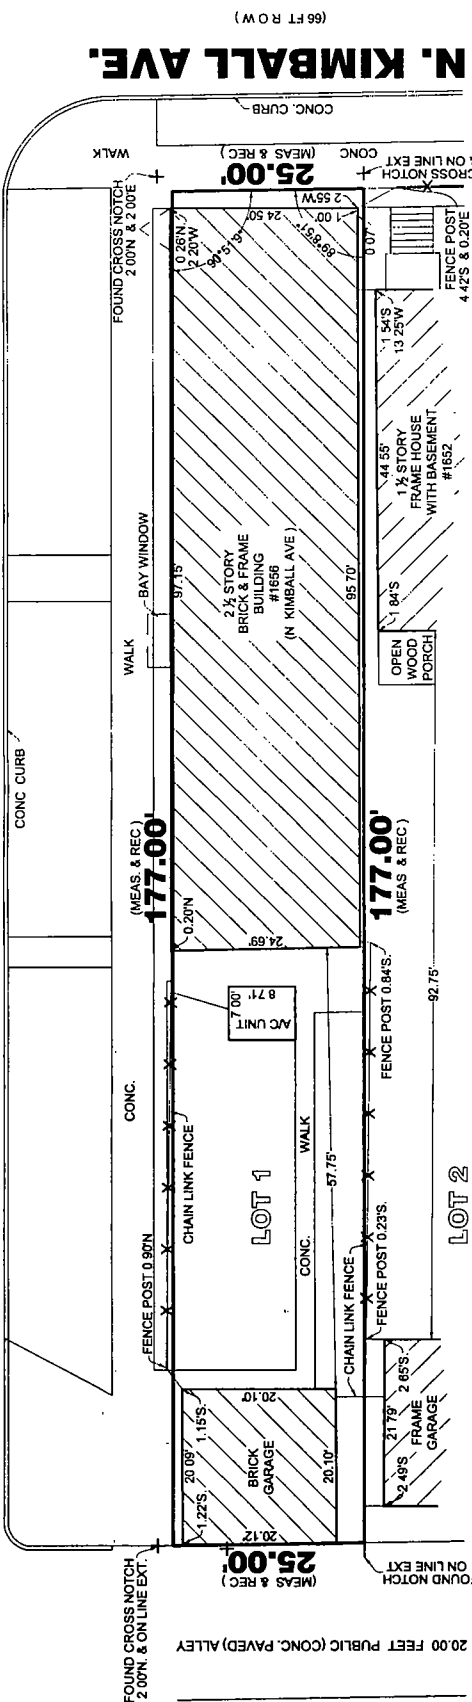 (66 FT R O W)
N. KIMBALL AVE.
CONC. CURB
WALK
25.00'
(MEAS & REC)
CONC
CROSS NOTCH
& ON LINE EXT
FOUND CROSS NOTCH
2 00'N & 2 00'E
0.26'N
2.20'W
90°51'9"
24 50'
89°8'51"
1.00'
2 55'W
0 07'
FENCE POST
4 42'S & 0.20'E
1 54'S
13 25'W
44 55'
1 ½ STORY
FRAME HOUSE
WITH BASEMENT
#1652
1 84'S
OPEN
WOOD
PORCH
BAY WINDOW
97.15'
WALK
2 ½ STORY
BRICK & FRAME
BUILDING
#1656
(N KIMBALL AVE)
95 70'
CONC CURB
(MEAS. & REC)
177.00'
0.20'N
177.00'
(MEAS & REC)
24.69'
92.75'
7 00'
8 71'
A/C UNIT
FENCE POST 0.84'S.
CONC.
CHAIN LINK FENCE
WALK
CONC.
57.75'
LOT 1
FENCE POST 0.90'N
LOT 2
FENCE POST 0.23'S.
CHAIN LINK FENCE
20.10'
1.15'S.
20 09'
BRICK
GARAGE
20.10'
1.22'S.
20.12'
2 65'S.
21 79'
FRAME
GARAGE
2 49'S
25.00'
(MEAS & REC)
FOUND CROSS NOTCH
2 00'N. & ON LINE EXT.
FOUND NOTCH
ON LINE EXT
20.00 FEET PUBLIC (CONC. PAVED) ALLEY